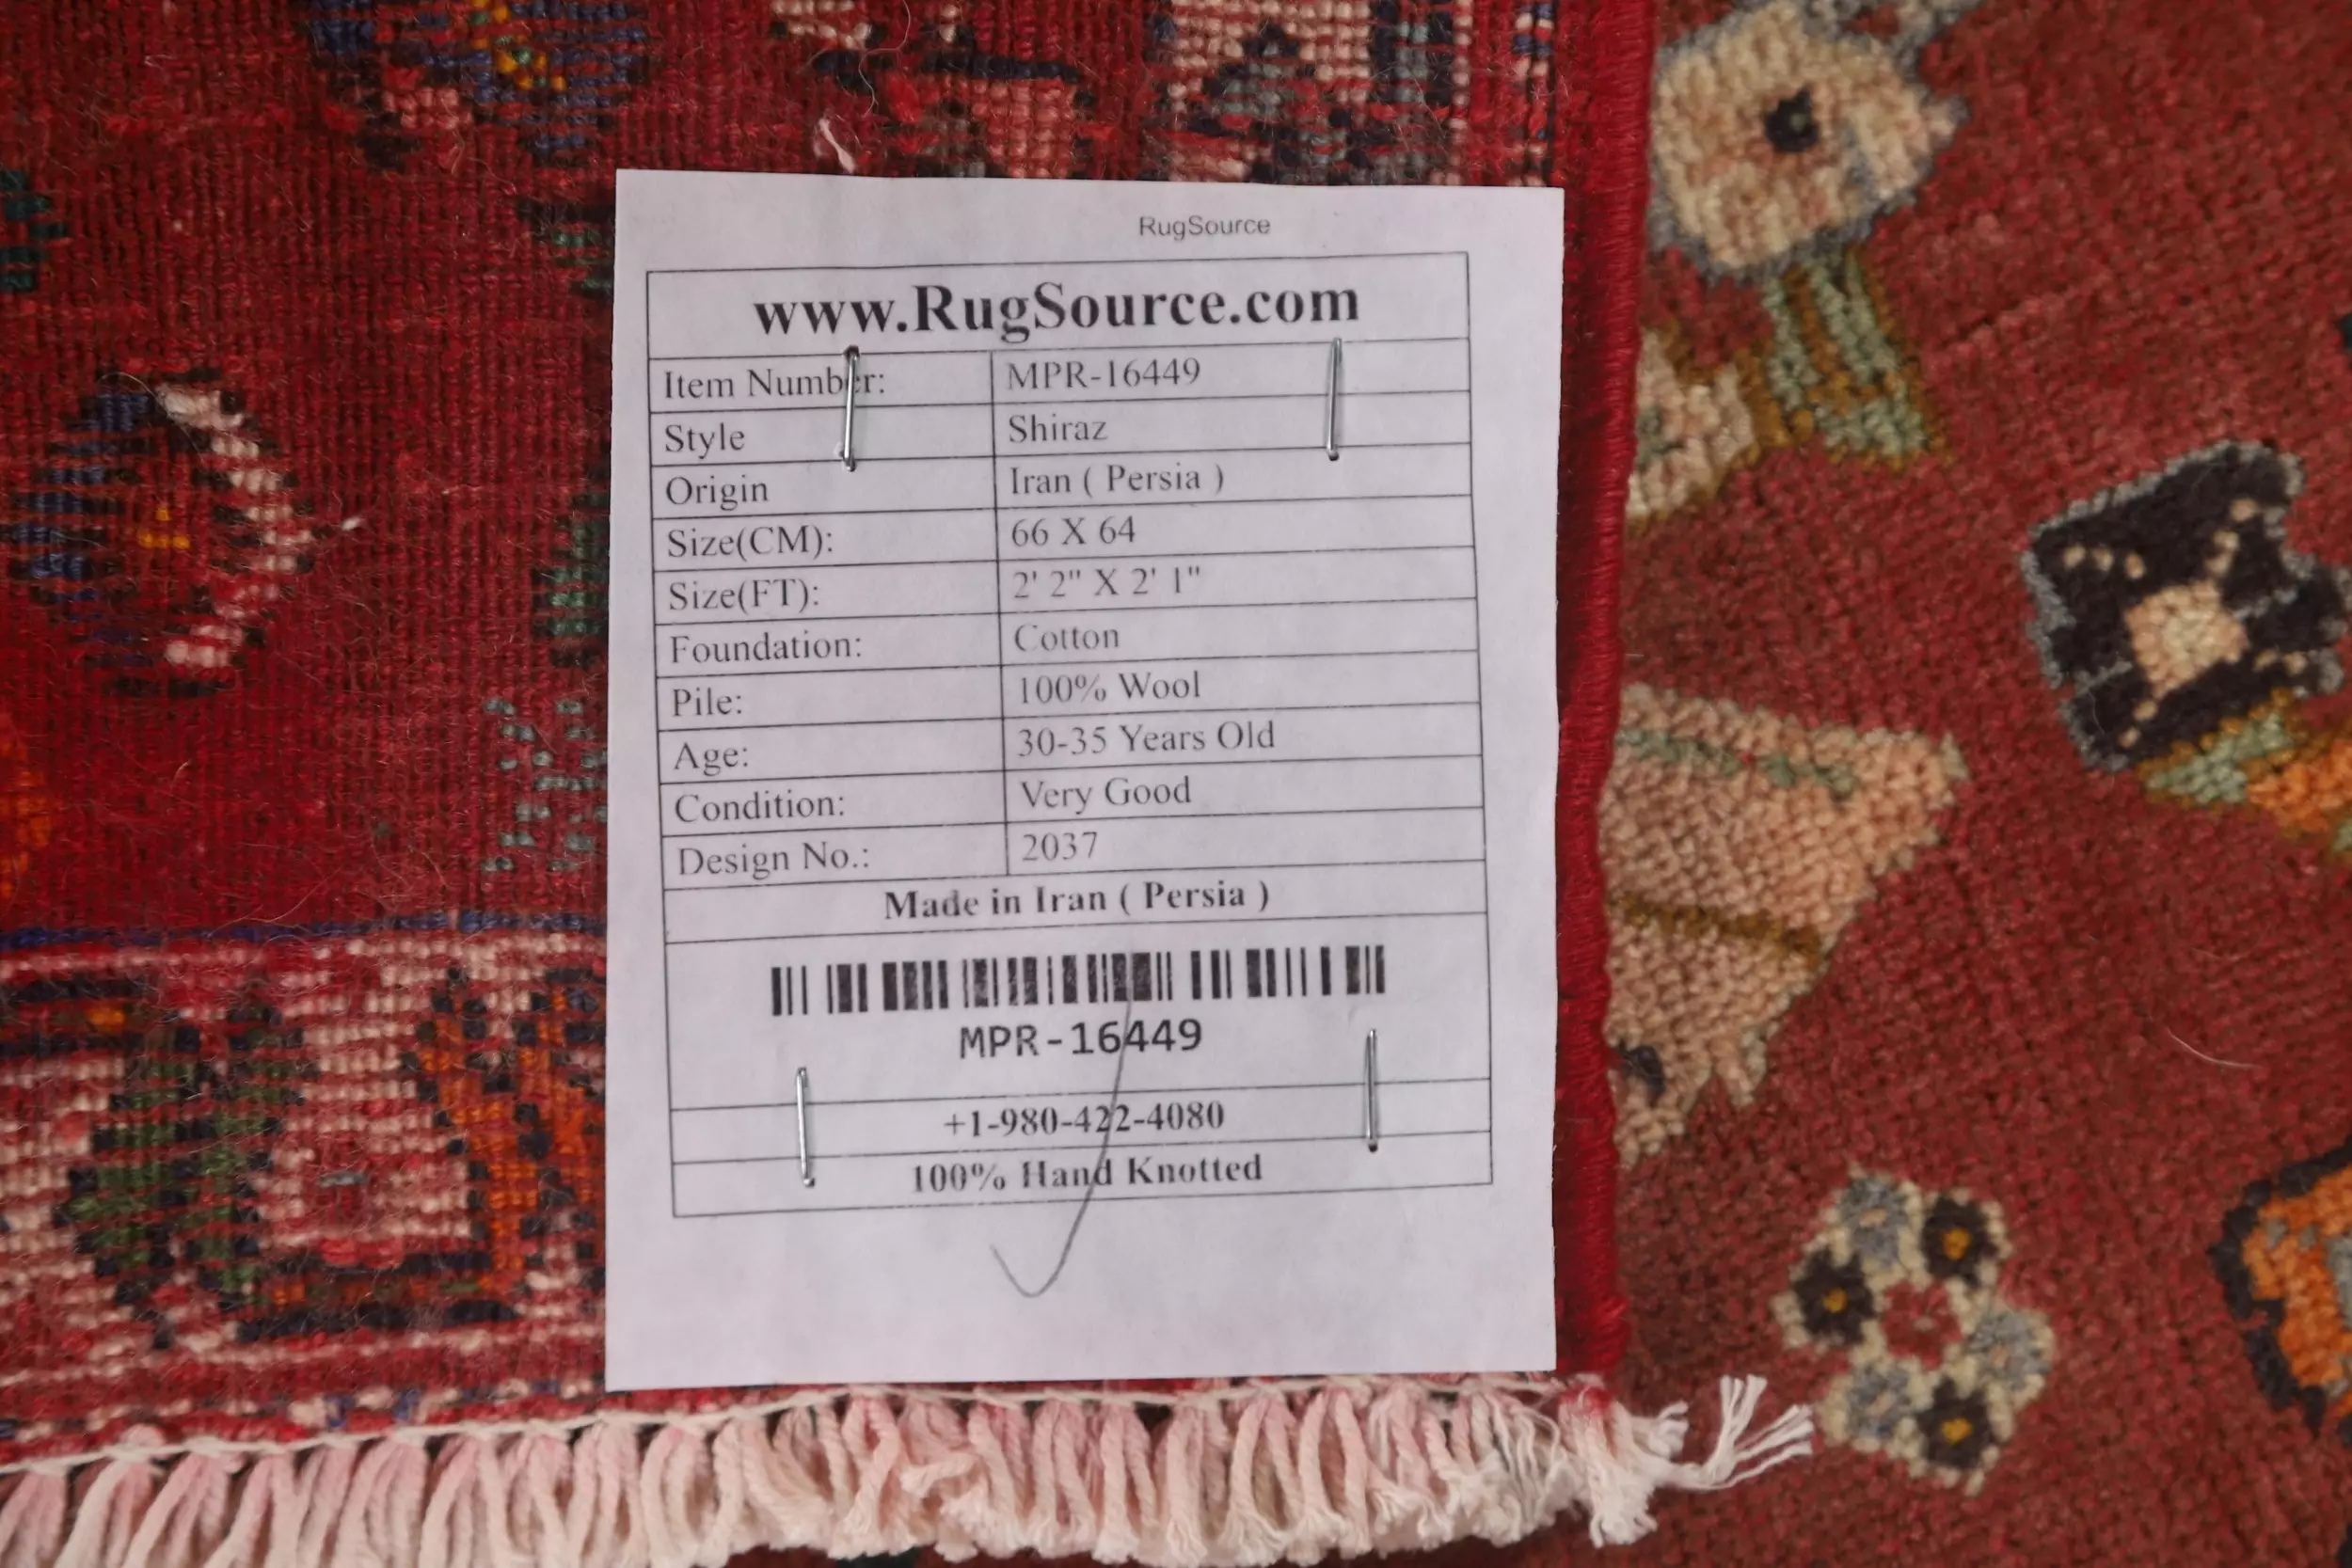 RugSource
www.RugSource.com
Item Number: MPR-16449
Style Shiraz
Origin Iran ( Persia )
Size(CM): 66 X 64
Size(FT): 2' 2" X 2' 1"
Foundation: Cotton
Pile: 100% Wool
Age: 30-35 Years Old
Condition: Very Good
Design No.: 2037
Made in Iran ( Persia )
MPR-16449
+1-980-422-4080
100% Hand Knotted